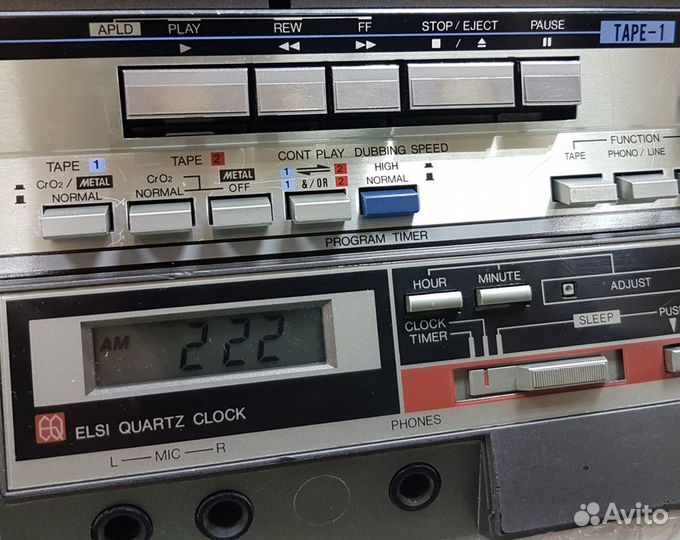 APLD PLAY REW FF STOP / EJECT PAUSE
TAPE-1
TAPE 1 TAPE 2 CONT PLAY DUBBING SPEED FUNCTION
CrO2 / METAL CrO2 METAL 1 2 HIGH TAPE PHONO / LINE
NORMAL NORMAL OFF 1 &/OR 2 NORMAL
PROGRAM TIMER
HOUR MINUTE ADJUST
CLOCK SLEEP
TIMER
AM 222
EQ ELSI QUARTZ CLOCK
PHONES
L — MIC — R
Avito